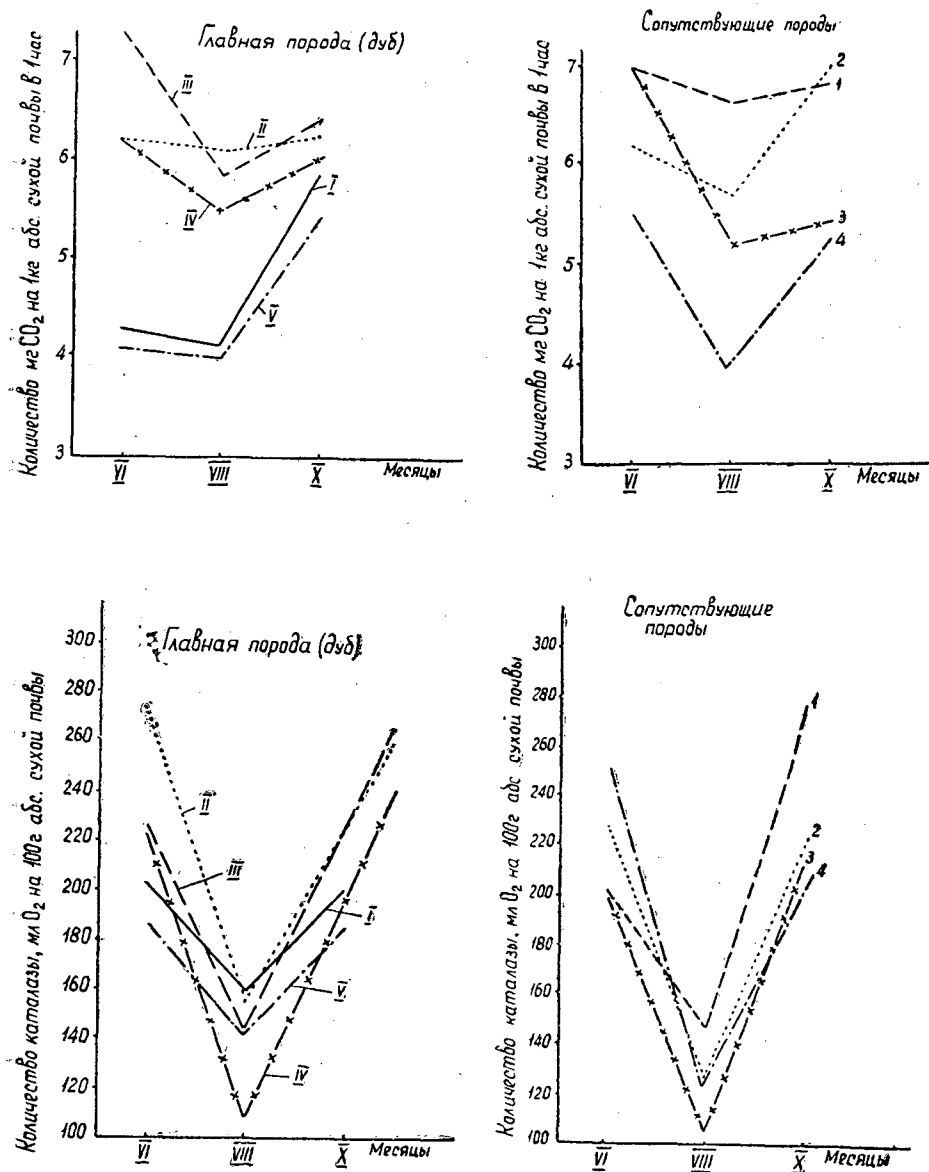 Главная порода (дуб)
Количество мг CO₂ на 1кг абс. сухой почвы в 1час
7
6
5
4
3
III
II
IV
I
V
VI
VIII
X
Месяцы
Сопутствующие породы
Количество мг CO₂ на 1кг абс. сухой почвы в 1час
7
6
5
4
3
2
1
3
4
VI
VIII
X
Месяцы
Главная порода (дуб)
Количество каталазы, мл O₂ на 100г абс. сухой почвы
300
280
260
240
220
200
180
160
140
120
100
II
III
V
IV
VI
VIII
X
Месяцы
Сопутствующие
породы
Количество каталазы, мл O₂ на 100г абс сухой почвы
300
280
260
240
220
200
180
160
140
120
100
1
2
3
4
VI
VIII
X
Месяцы